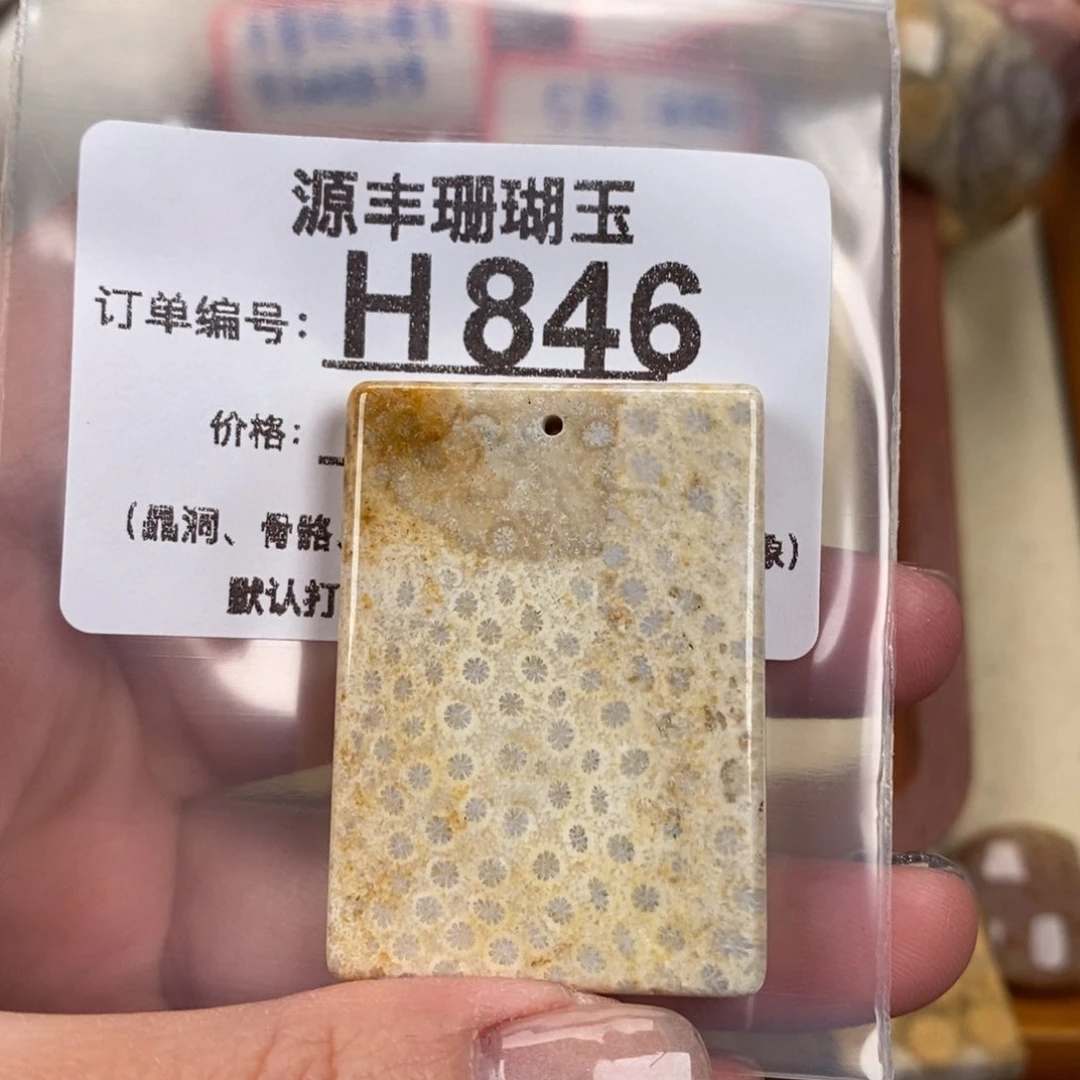 源丰珊瑚玉
订单编号：H846
价格：
（晶洞、骨骼、 象）
默认打